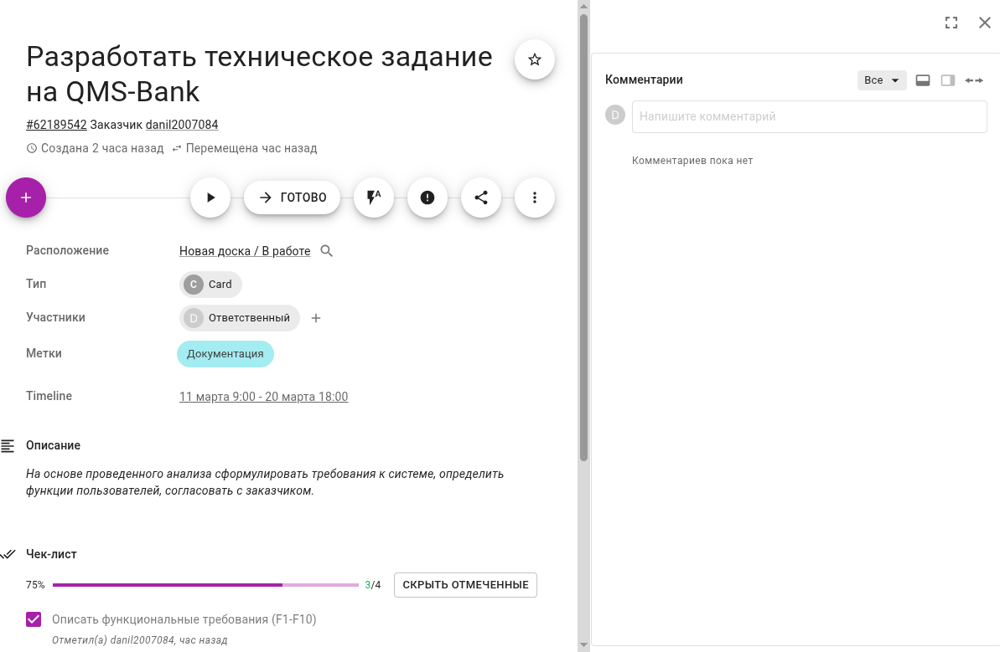 Разработать техническое задание
на QMS-Bank
#62189542 Заказчик danil2007084
Создана 2 часа назад Перемещена час назад
ГОТОВО
Расположение Новая доска / В работе
Тип C Card
Участники D Ответственный
Метки Документация
Timeline 11 марта 9:00 - 20 марта 18:00
Описание
На основе проведенного анализа сформулировать требования к системе, определить
функции пользователей, согласовать с заказчиком.
Чек-лист
75% 3/4 СКРЫТЬ ОТМЕЧЕННЫЕ
Описать функциональные требования (F1-F10)
Отметил(а) danil2007084, час назад
Комментарии Все
D Напишите комментарий
Комментариев пока нет